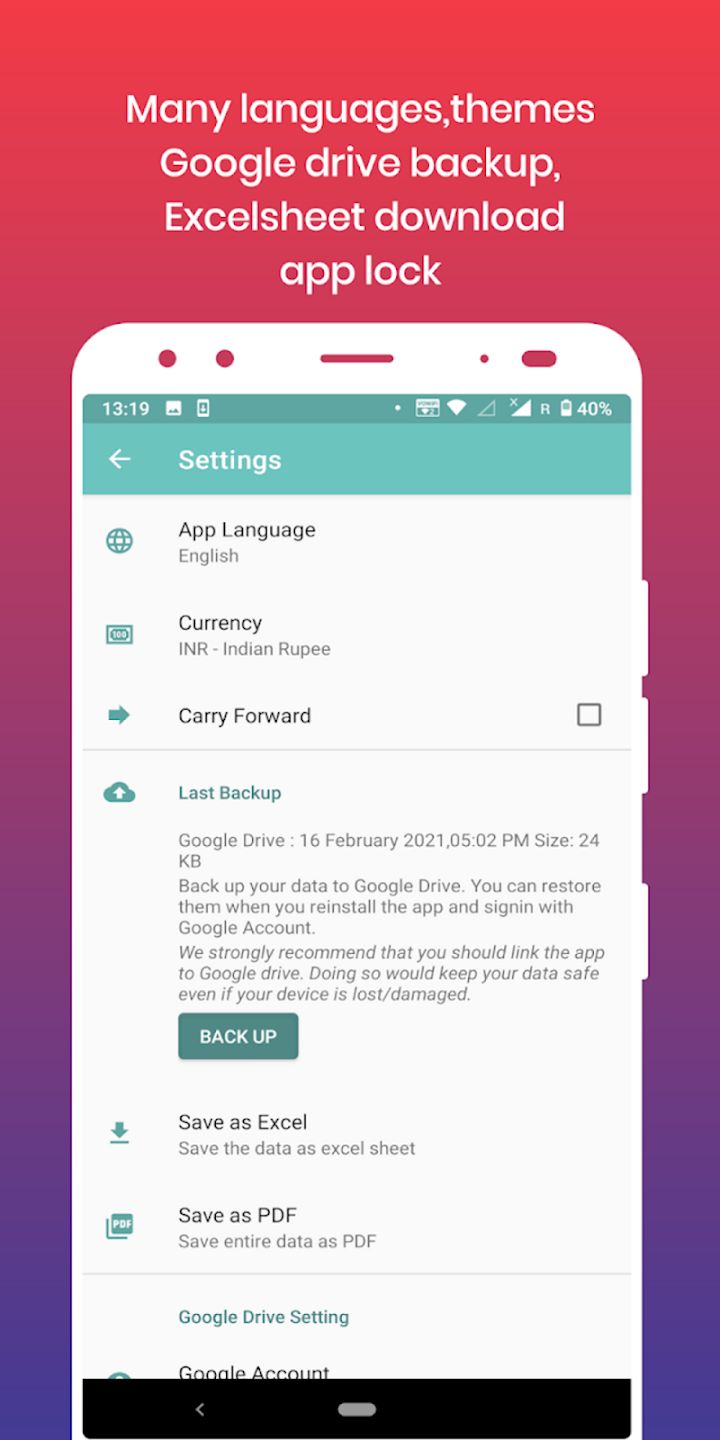 Many languages,themes
Google drive backup,
Excelsheet download
app lock
13:19
R
40%
Settings
App Language
English
Currency
100
INR - Indian Rupee
Carry Forward
Last Backup
Google Drive : 16 February 2021,05:02 PM Size: 24
KB
Back up your data to Google Drive. You can restore
them when you reinstall the app and signin with
Google Account.
We strongly recommend that you should link the app
to Google drive. Doing so would keep your data safe
even if your device is lost/damaged.
BACK UP
Save as Excel
Save the data as excel sheet
PDF
Save as PDF
Save entire data as PDF
Google Drive Setting
Google Account